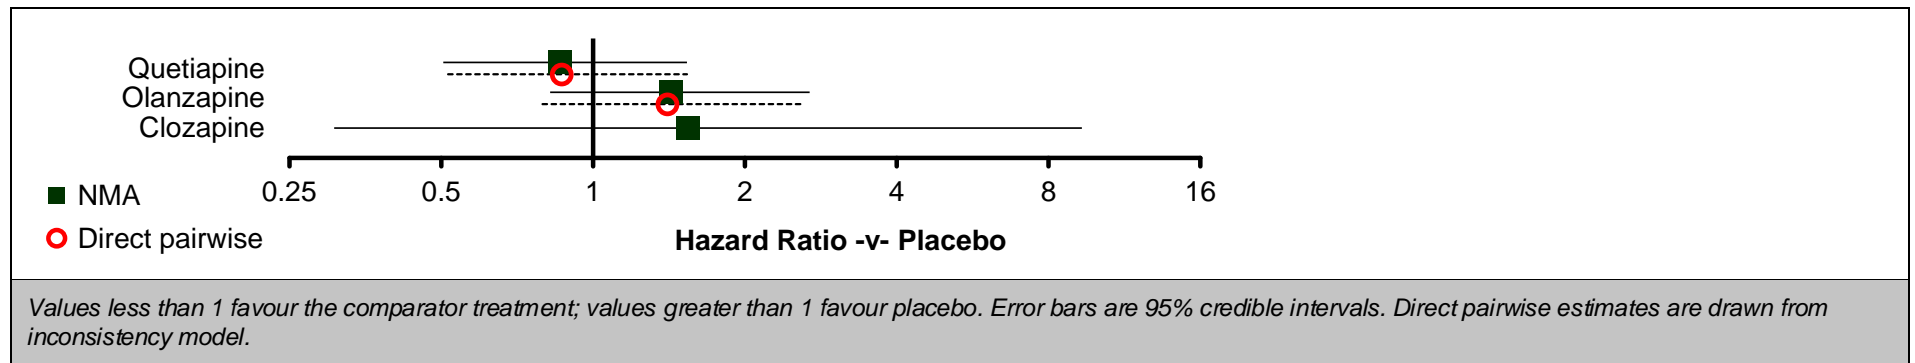 Quetiapine
Olanzapine
Clozapine
0.25 0.5 1 2 4 8 16
NMA
Direct pairwise
Hazard Ratio -v- Placebo
Values less than 1 favour the comparator treatment; values greater than 1 favour placebo. Error bars are 95% credible intervals. Direct pairwise estimates are drawn from
inconsistency model.